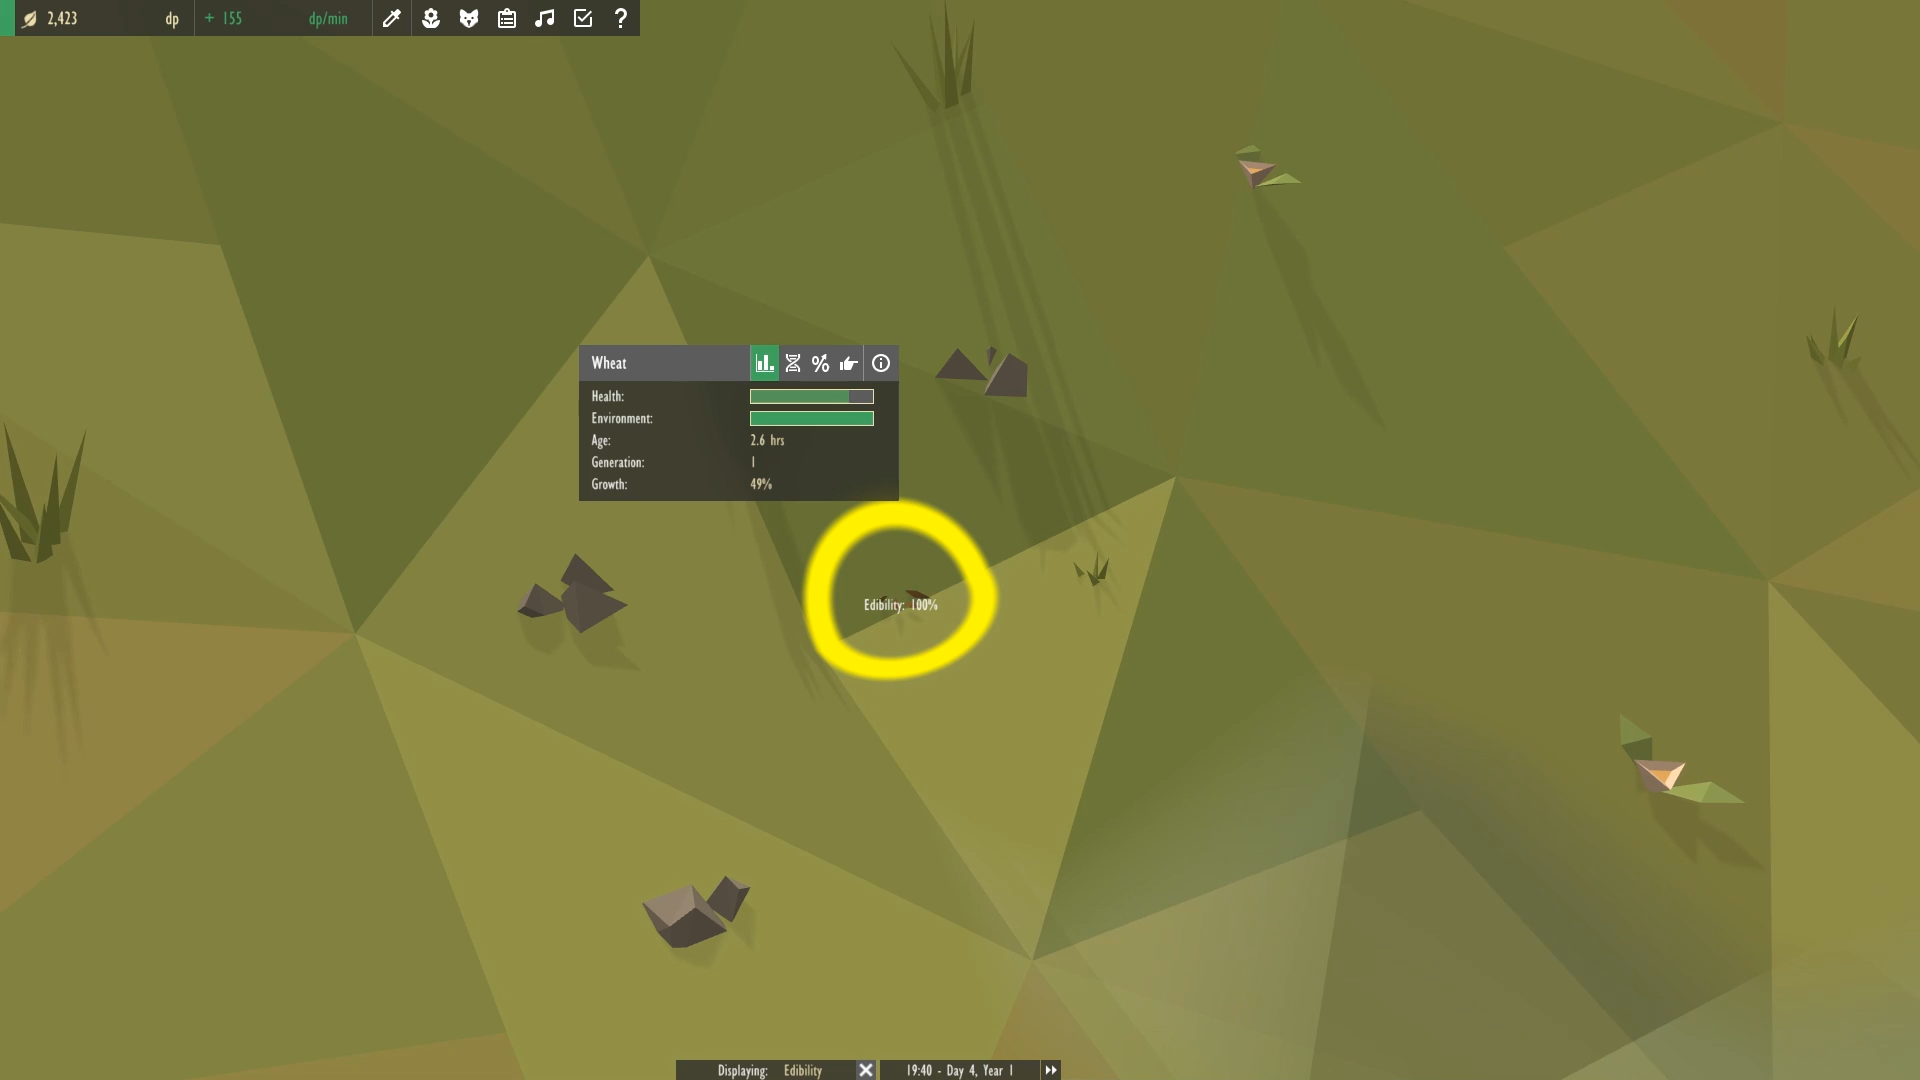 2,423 dp + 155 dp/min ?
Wheat
Health:
Environment:
Age: 2.6 hrs
Generation: 1
Growth: 49%
Edibility: 100%
Displaying: Edibility 19:40 - Day 4, Year 1